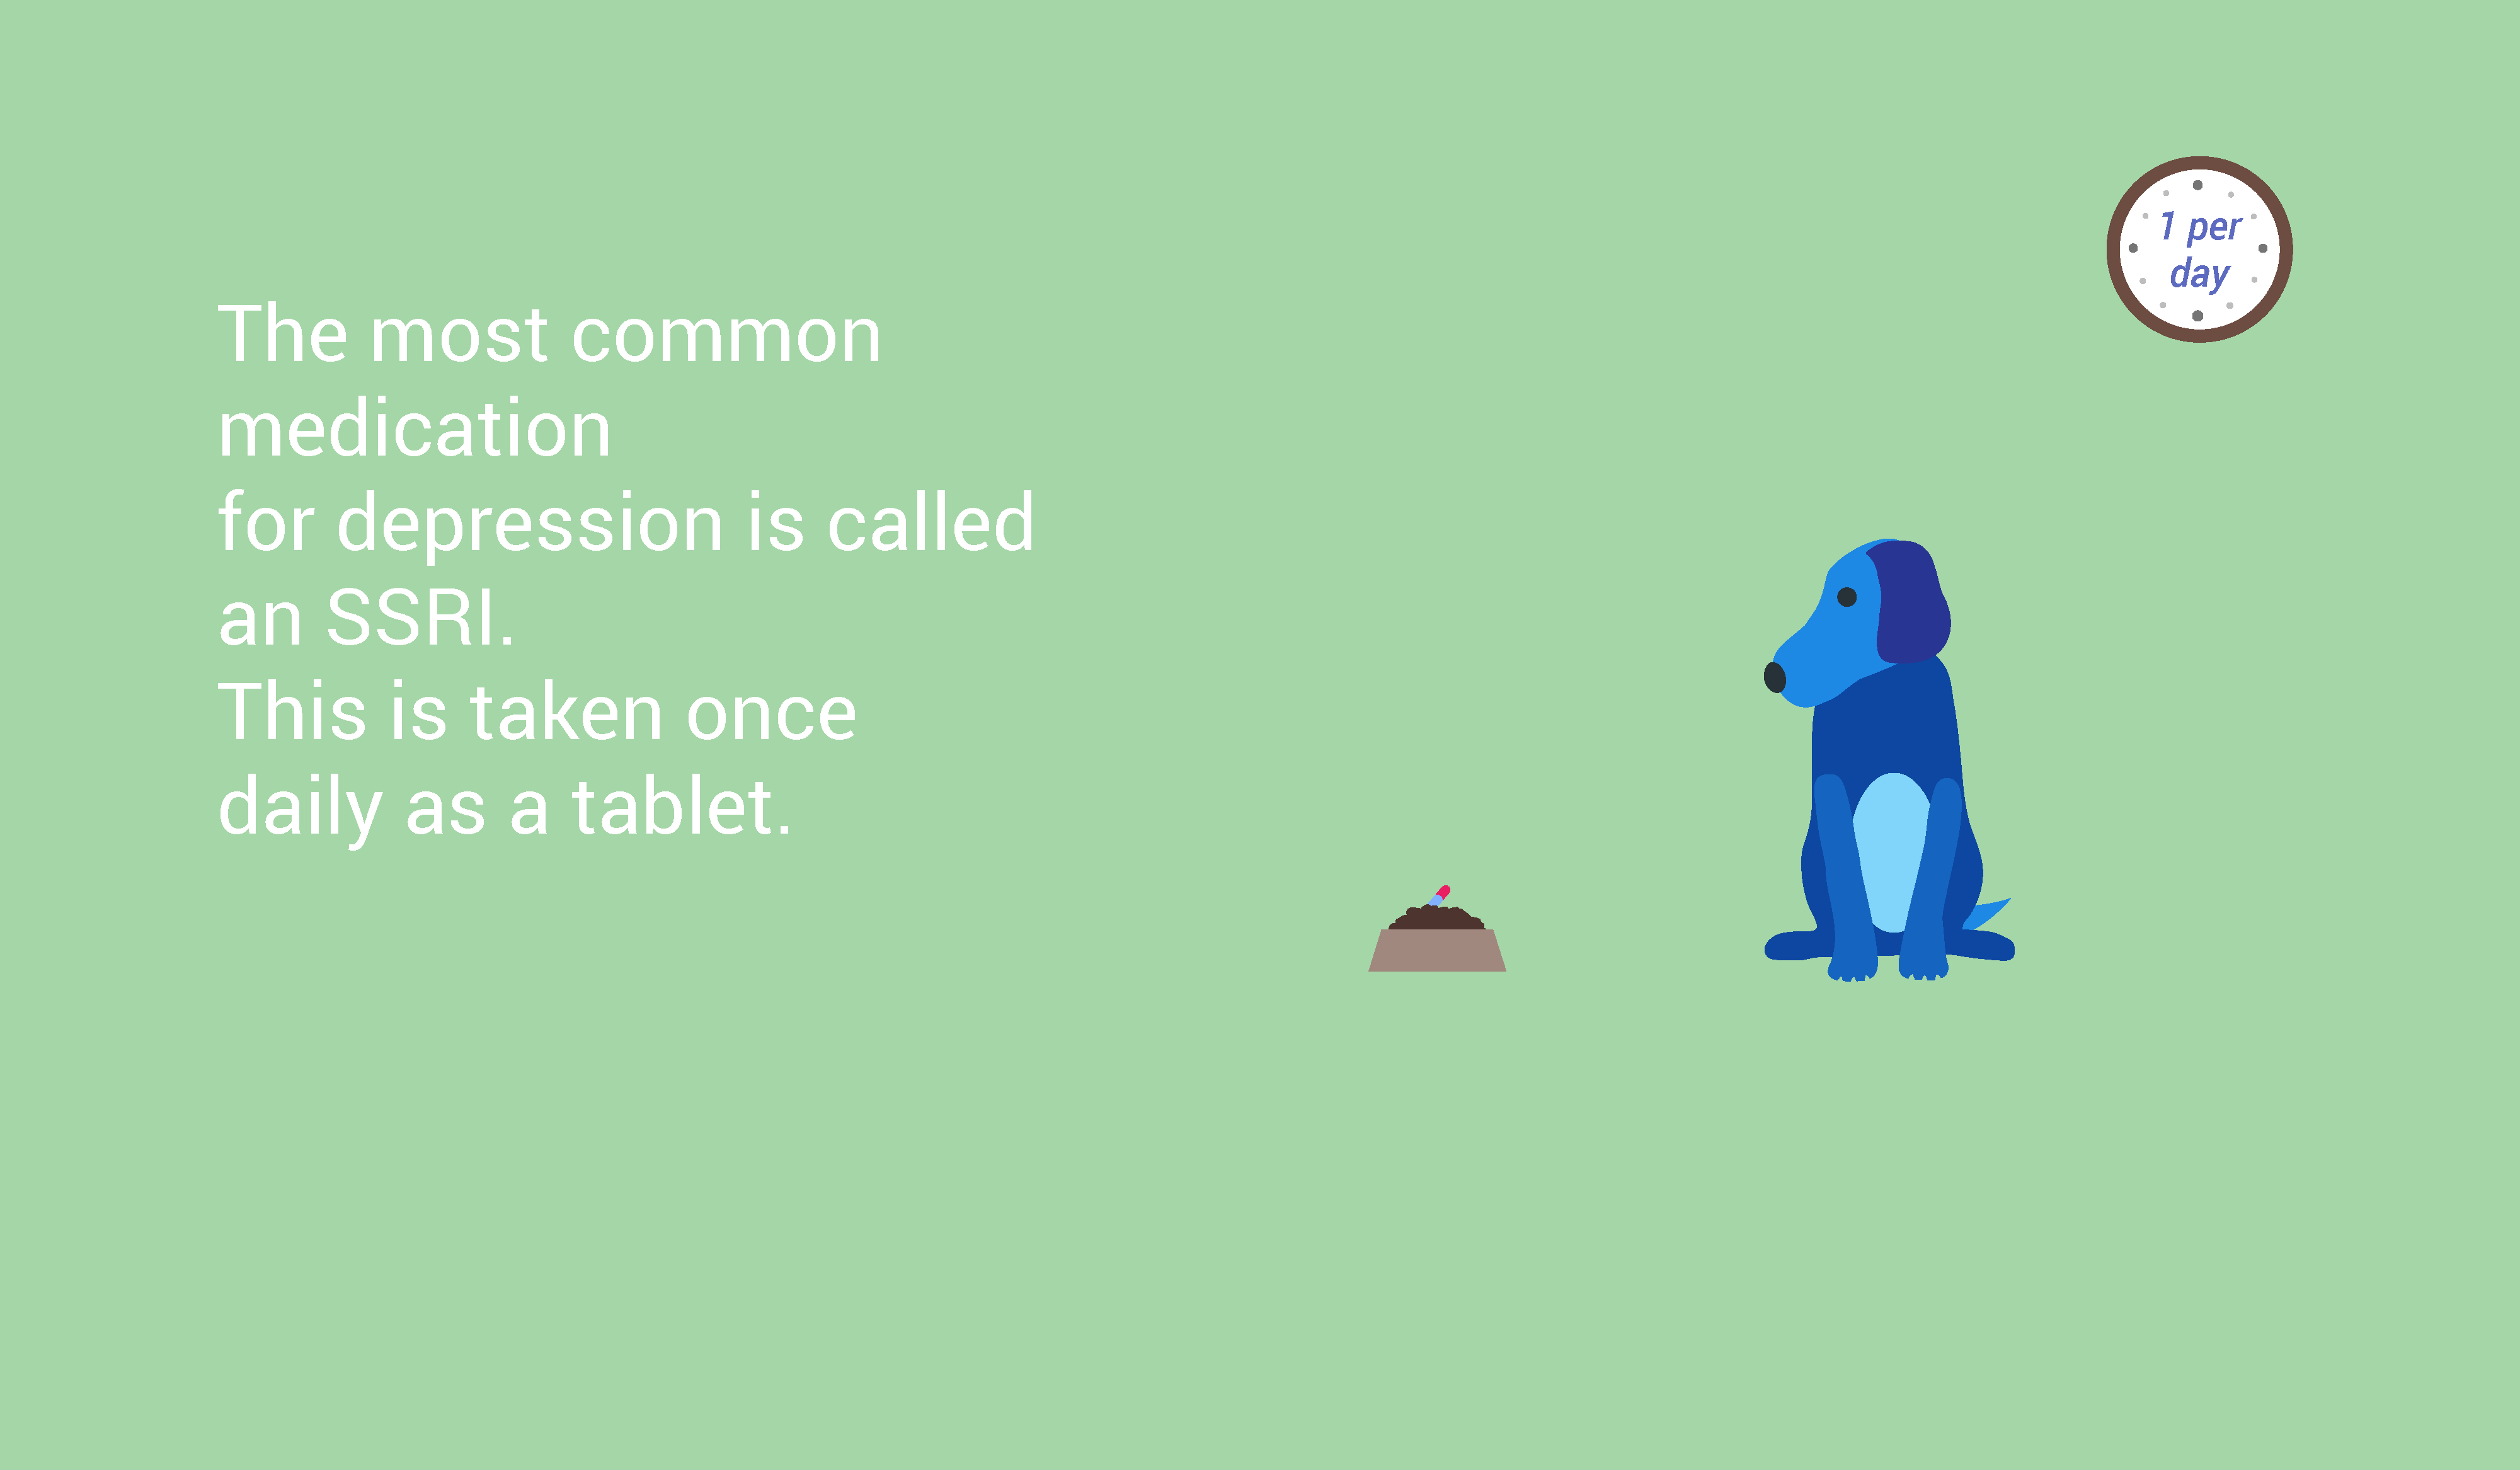 The most common
medication
for depression is called
an SSRI.
This is taken once
daily as a tablet.
1 per
day